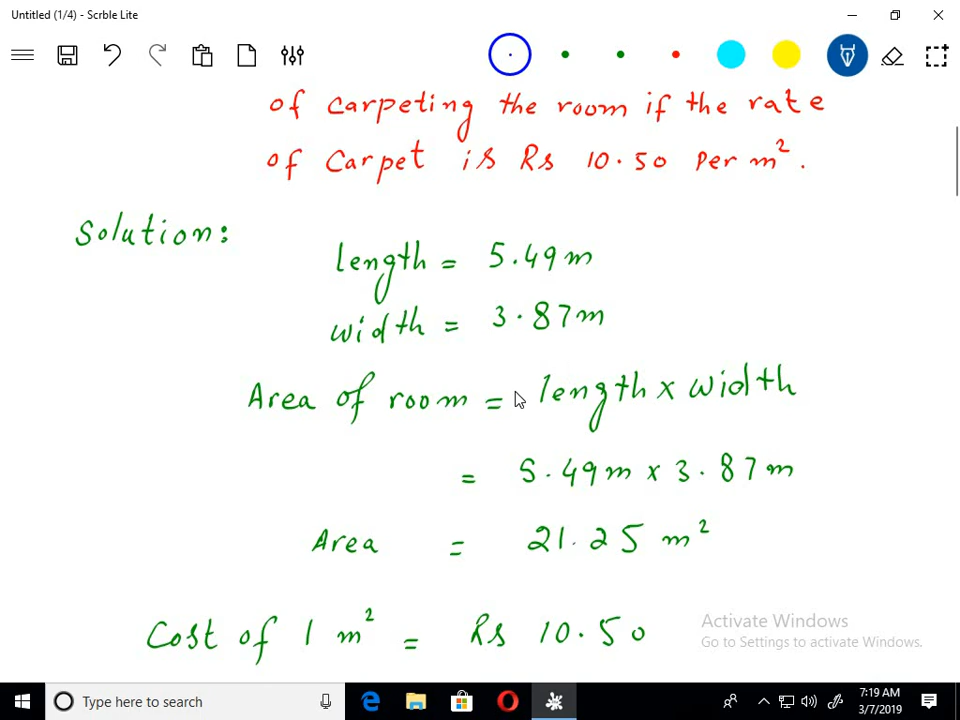 Untitled (1/4) - Scrble Lite
of carpeting the room if the rate
of Carpet is Rs 10.50 Per m².
Solution:
length = 5.49m
width = 3.87m
Area of room = length x width
= 5.49m x 3.87m
Area = 21.25 m²
Cost of 1 m² = Rs 10.50
Activate Windows
Go to Settings to activate Windows.
Type here to search
7:19 AM
3/7/2019